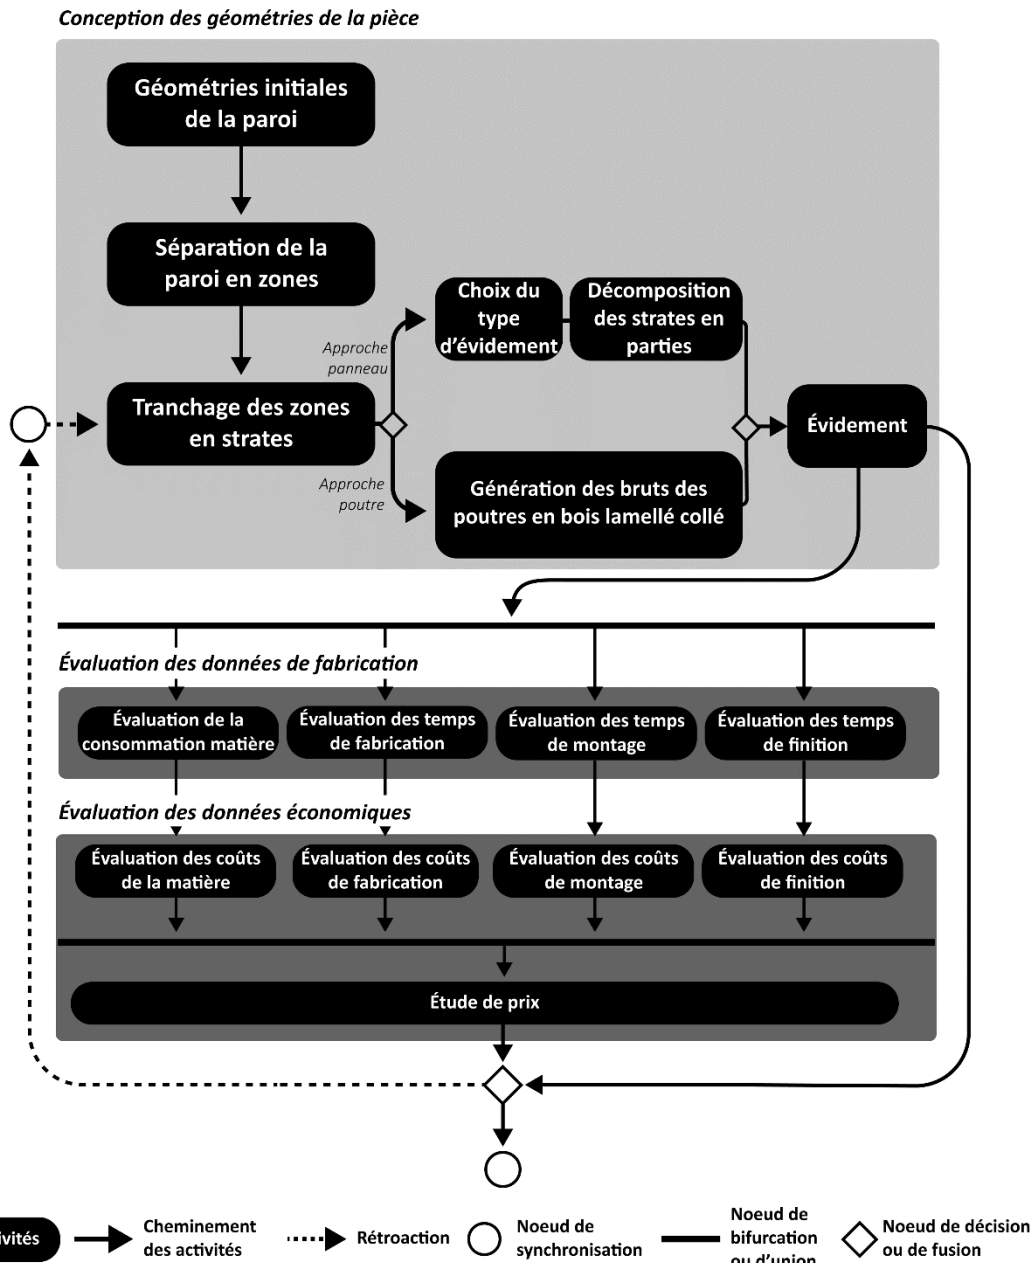 Conception des géométries de la pièce
Géométries initiales
de la paroi
Séparation de la
paroi en zones
Tranchage des zones
en strates
Approche
panneau
Choix du
type
d'évidement
Décomposition
des strates en
parties
Approche
poutre
Génération des bruts des
poutres en bois lamellé collé
Évidement
Évaluation des données de fabrication
Évaluation de la
consommation matière
Évaluation des temps
de fabrication
Évaluation des temps
de montage
Évaluation des temps
de finition
Évaluation des données économiques
Évaluation des coûts
de la matière
Évaluation des coûts
de fabrication
Évaluation des coûts
de montage
Évaluation des coûts
de finition
Étude de prix
ivités
Cheminement
des activités
Rétroaction
Noeud de
synchronisation
Noeud de
bifurcation
ou d'union
Noeud de décision
ou de fusion